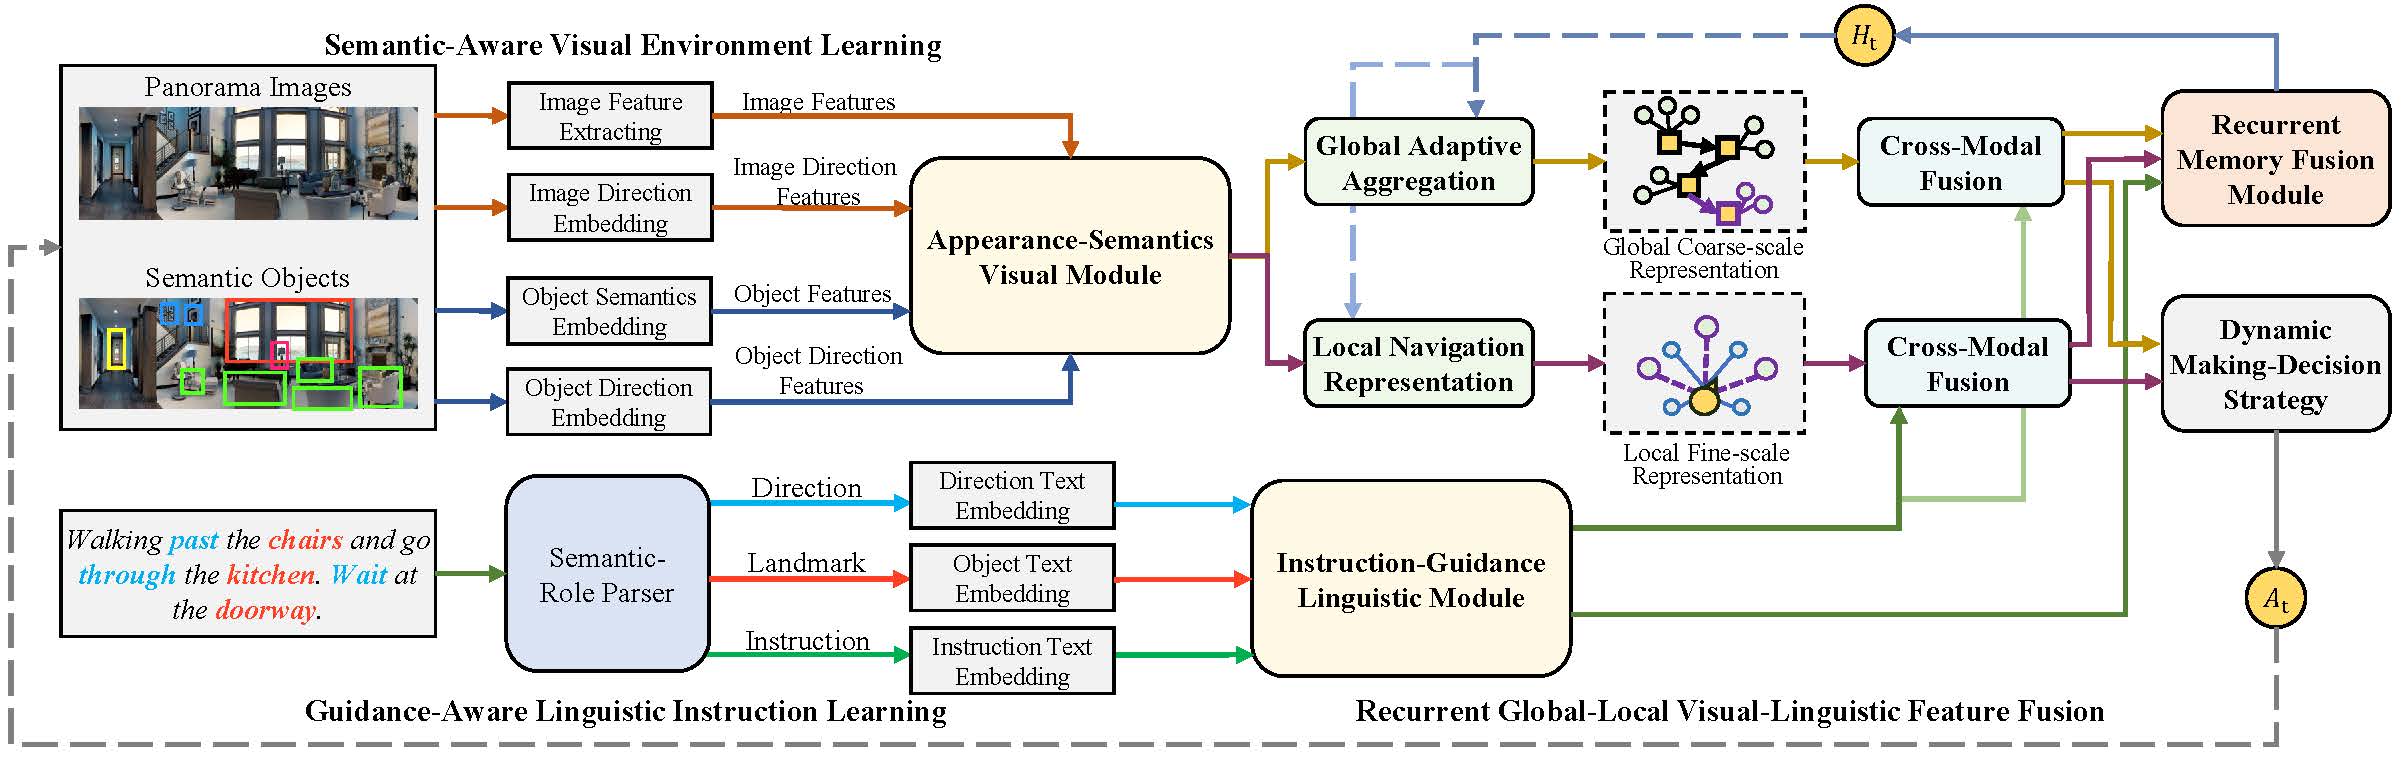 Semantic-Aware Visual Environment Learning
Panorama Images
Semantic Objects
Image Feature
Extracting
Image Direction
Embedding
Object Semantics
Embedding
Object Direction
Embedding
Image Features
Image Direction
Features
Object Features
Object Direction
Features
Appearance-Semantics
Visual Module
Global Adaptive
Aggregation
Local Navigation
Representation
Global Coarse-scale
Representation
Local Fine-scale
Representation
Cross-Modal
Fusion
Cross-Modal
Fusion
H_t
Recurrent
Memory Fusion
Module
Dynamic
Making-Decision
Strategy
A_t
Walking past the chairs and go
through the kitchen. Wait at
the doorway.
Semantic-
Role Parser
Direction
Landmark
Instruction
Direction Text
Embedding
Object Text
Embedding
Instruction Text
Embedding
Instruction-Guidance
Linguistic Module
Guidance-Aware Linguistic Instruction Learning
Recurrent Global-Local Visual-Linguistic Feature Fusion